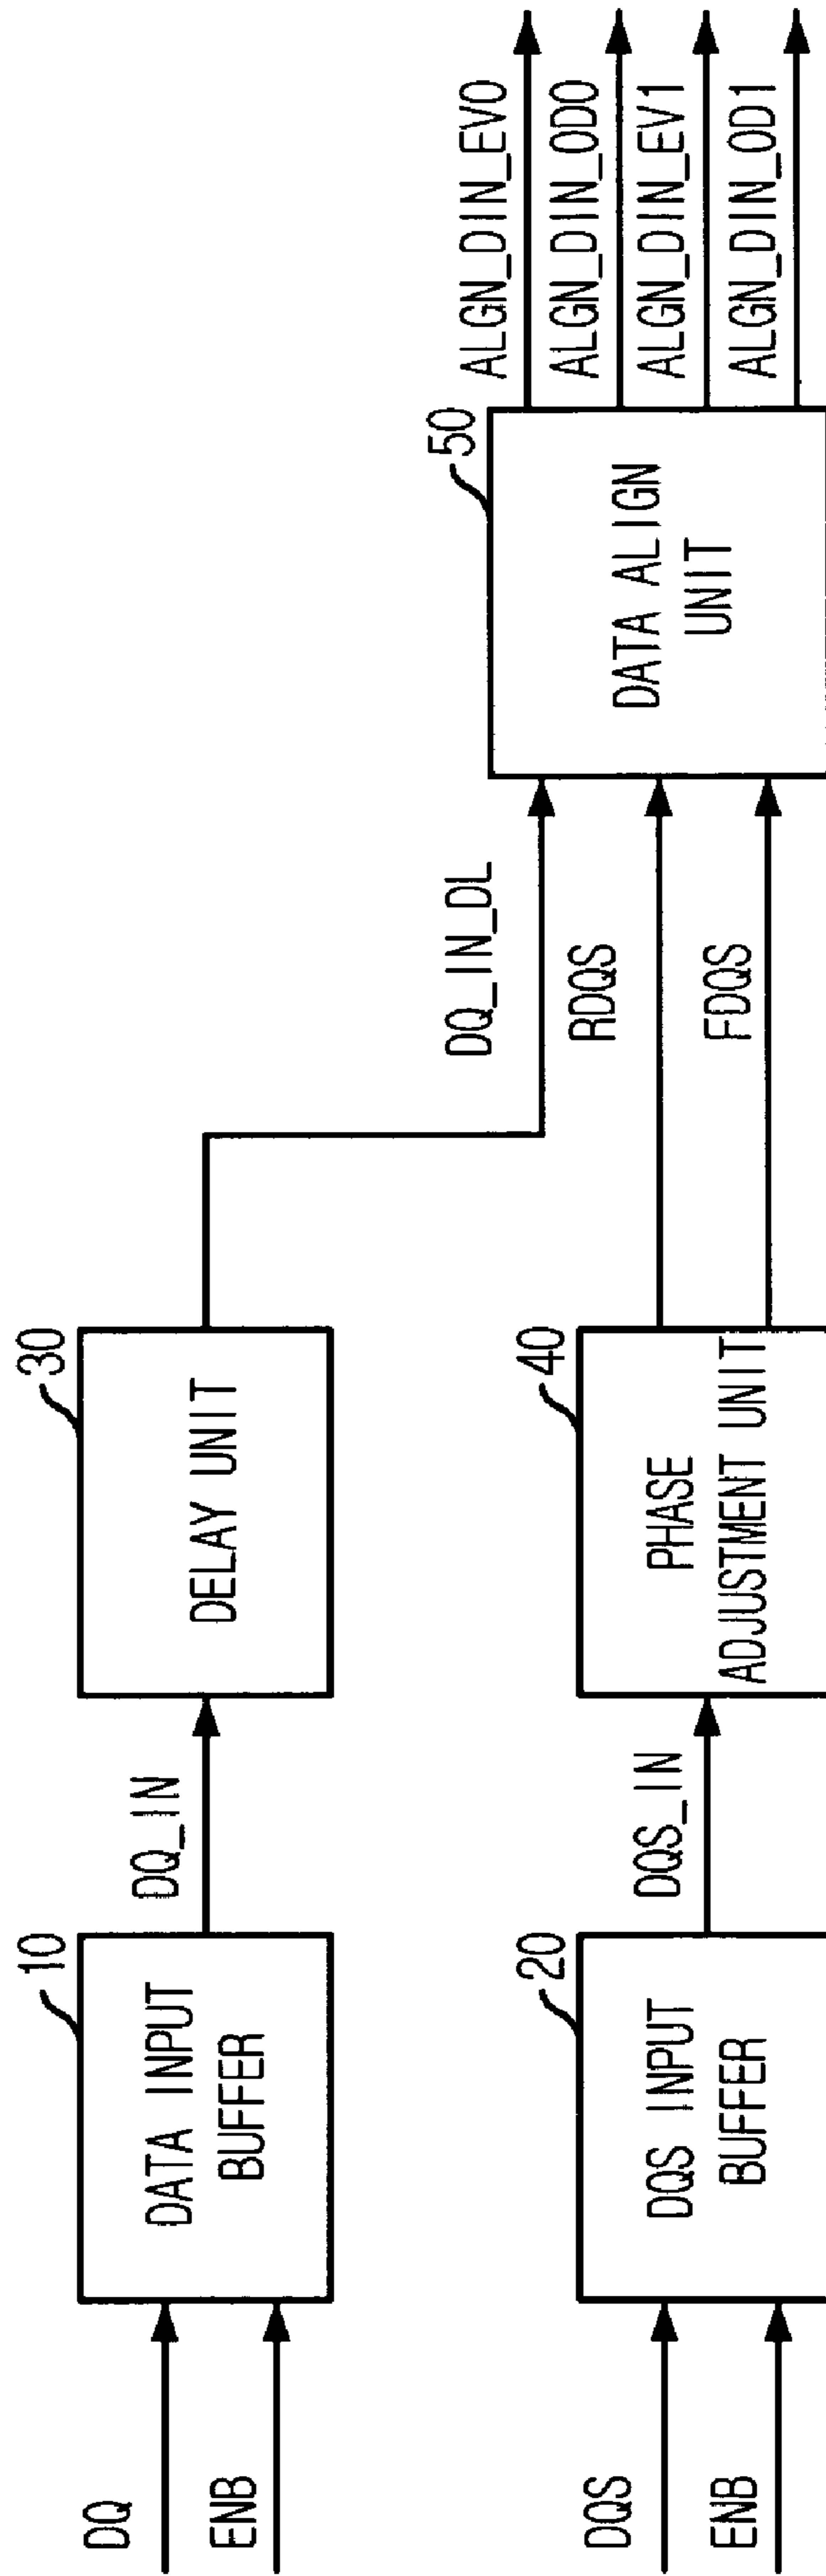 DQ
ENB
10
DATA INPUT
BUFFER
DQ_IN
30
DELAY UNIT
DQ_IN_DL
DQS
ENB
20
DQS INPUT
BUFFER
DQS_IN
40
PHASE
ADJUSTMENT UNIT
RDQS
FDQS
50
DATA ALIGN
UNIT
ALGN_DIN_EV0
ALGN_DIN_OD0
ALGN_DIN_EV1
ALGN_DIN_OD1